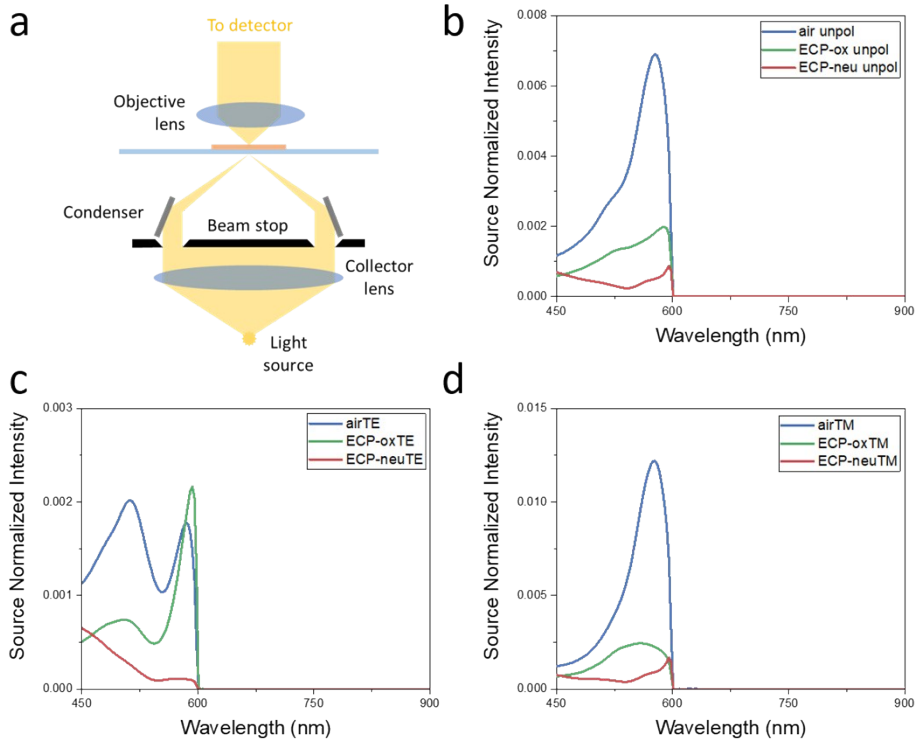 a
To detector
Objective
lens
Condenser
Beam stop
Collector
lens
Light
source
b
air unpol
ECP-ox unpol
ECP-neu unpol
Source Normalized Intensity
0.008
0.006
0.004
0.002
0.000
450
600
750
900
Wavelength (nm)
c
airTE
ECP-oxTE
ECP-neuTE
Source Normalized Intensity
0.003
0.002
0.001
0.000
450
600
750
900
Wavelength (nm)
d
airTM
ECP-oxTM
ECP-neuTM
Source Normalized Intensity
0.015
0.010
0.005
0.000
450
600
750
900
Wavelength (nm)